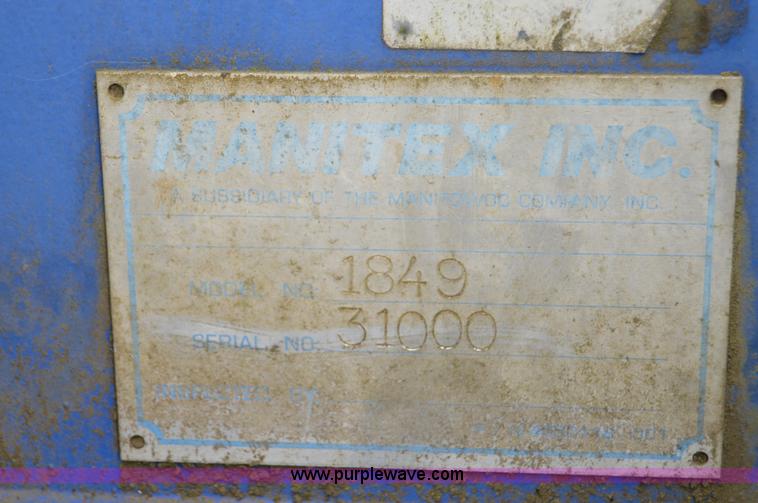 MANITEX INC.
A SUBSIDIARY OF THE MANITOWOC COMPANY, INC.
MODEL NO. 1849
SERIAL NO. 31000
INSPECTED BY
www.purplewave.com